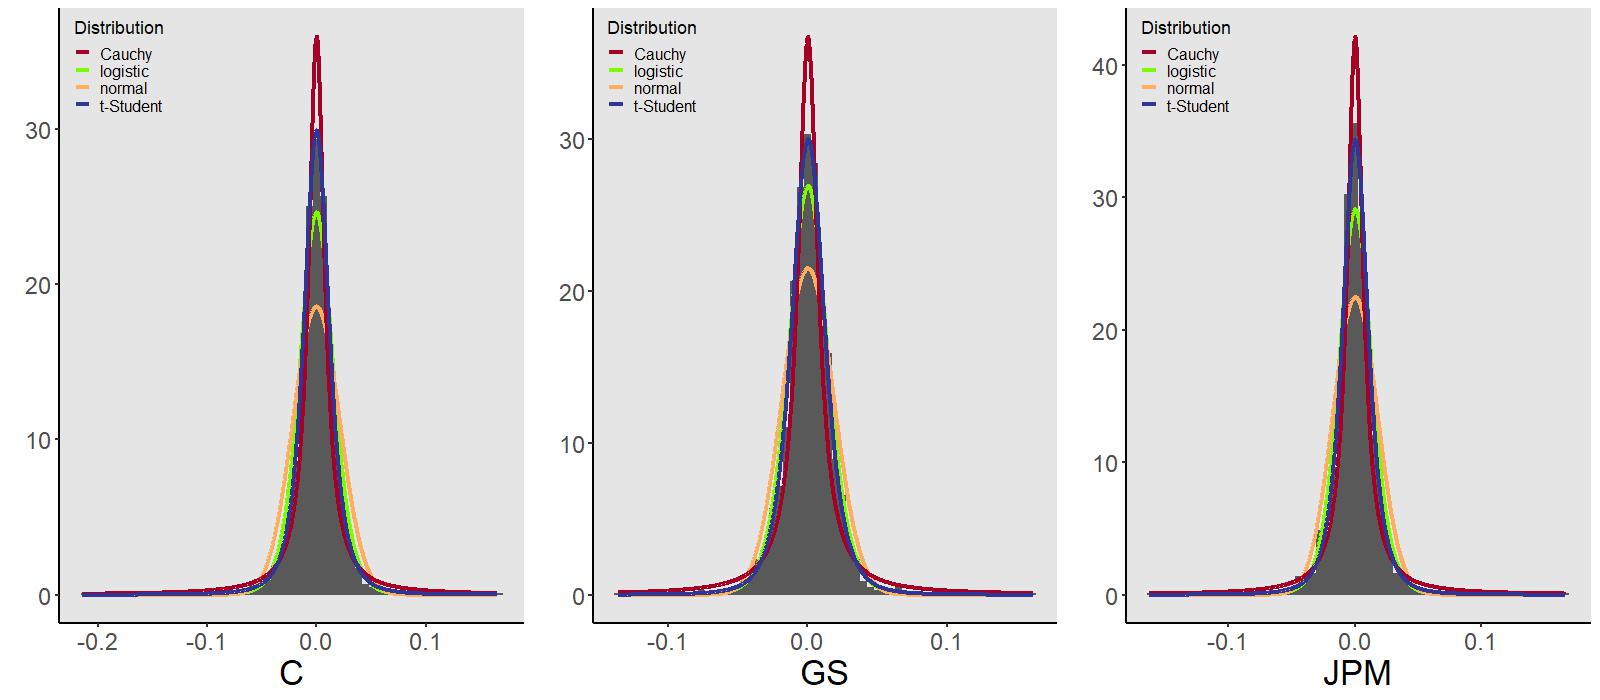 Distribution
Cauchy
logistic
normal
t-Student
30
20
10
0
-0.2 -0.1 0.0 0.1
C
Distribution
Cauchy
logistic
normal
t-Student
30
20
10
0
-0.1 0.0 0.1
GS
Distribution
Cauchy
logistic
normal
t-Student
40
30
20
10
0
-0.1 0.0 0.1
JPM